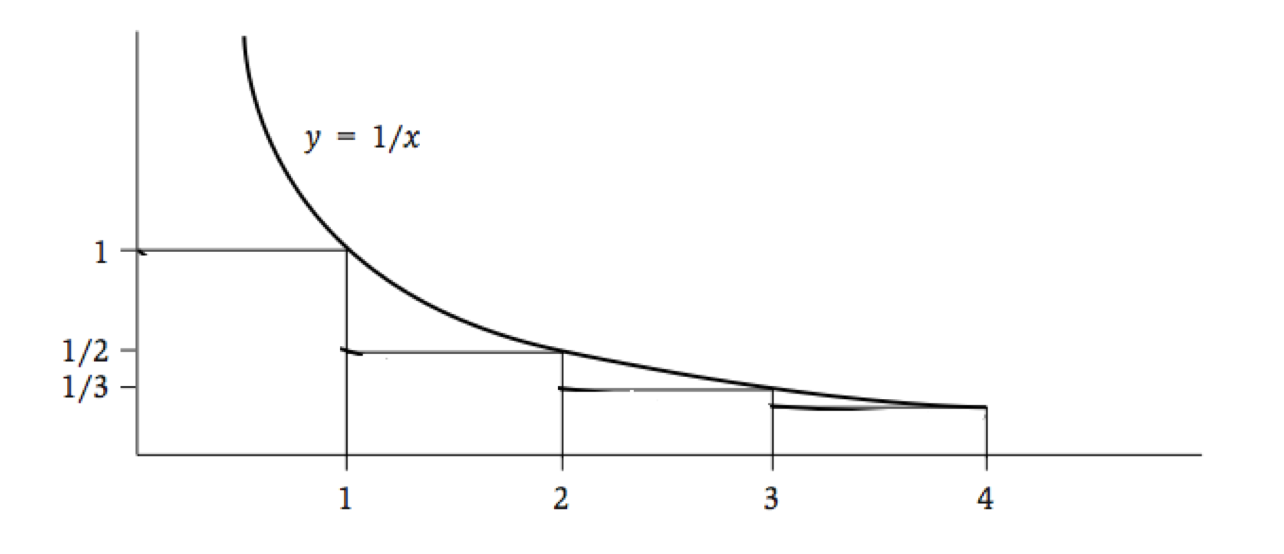 y = 1/x
1
1/2
1/3
1 2 3 4